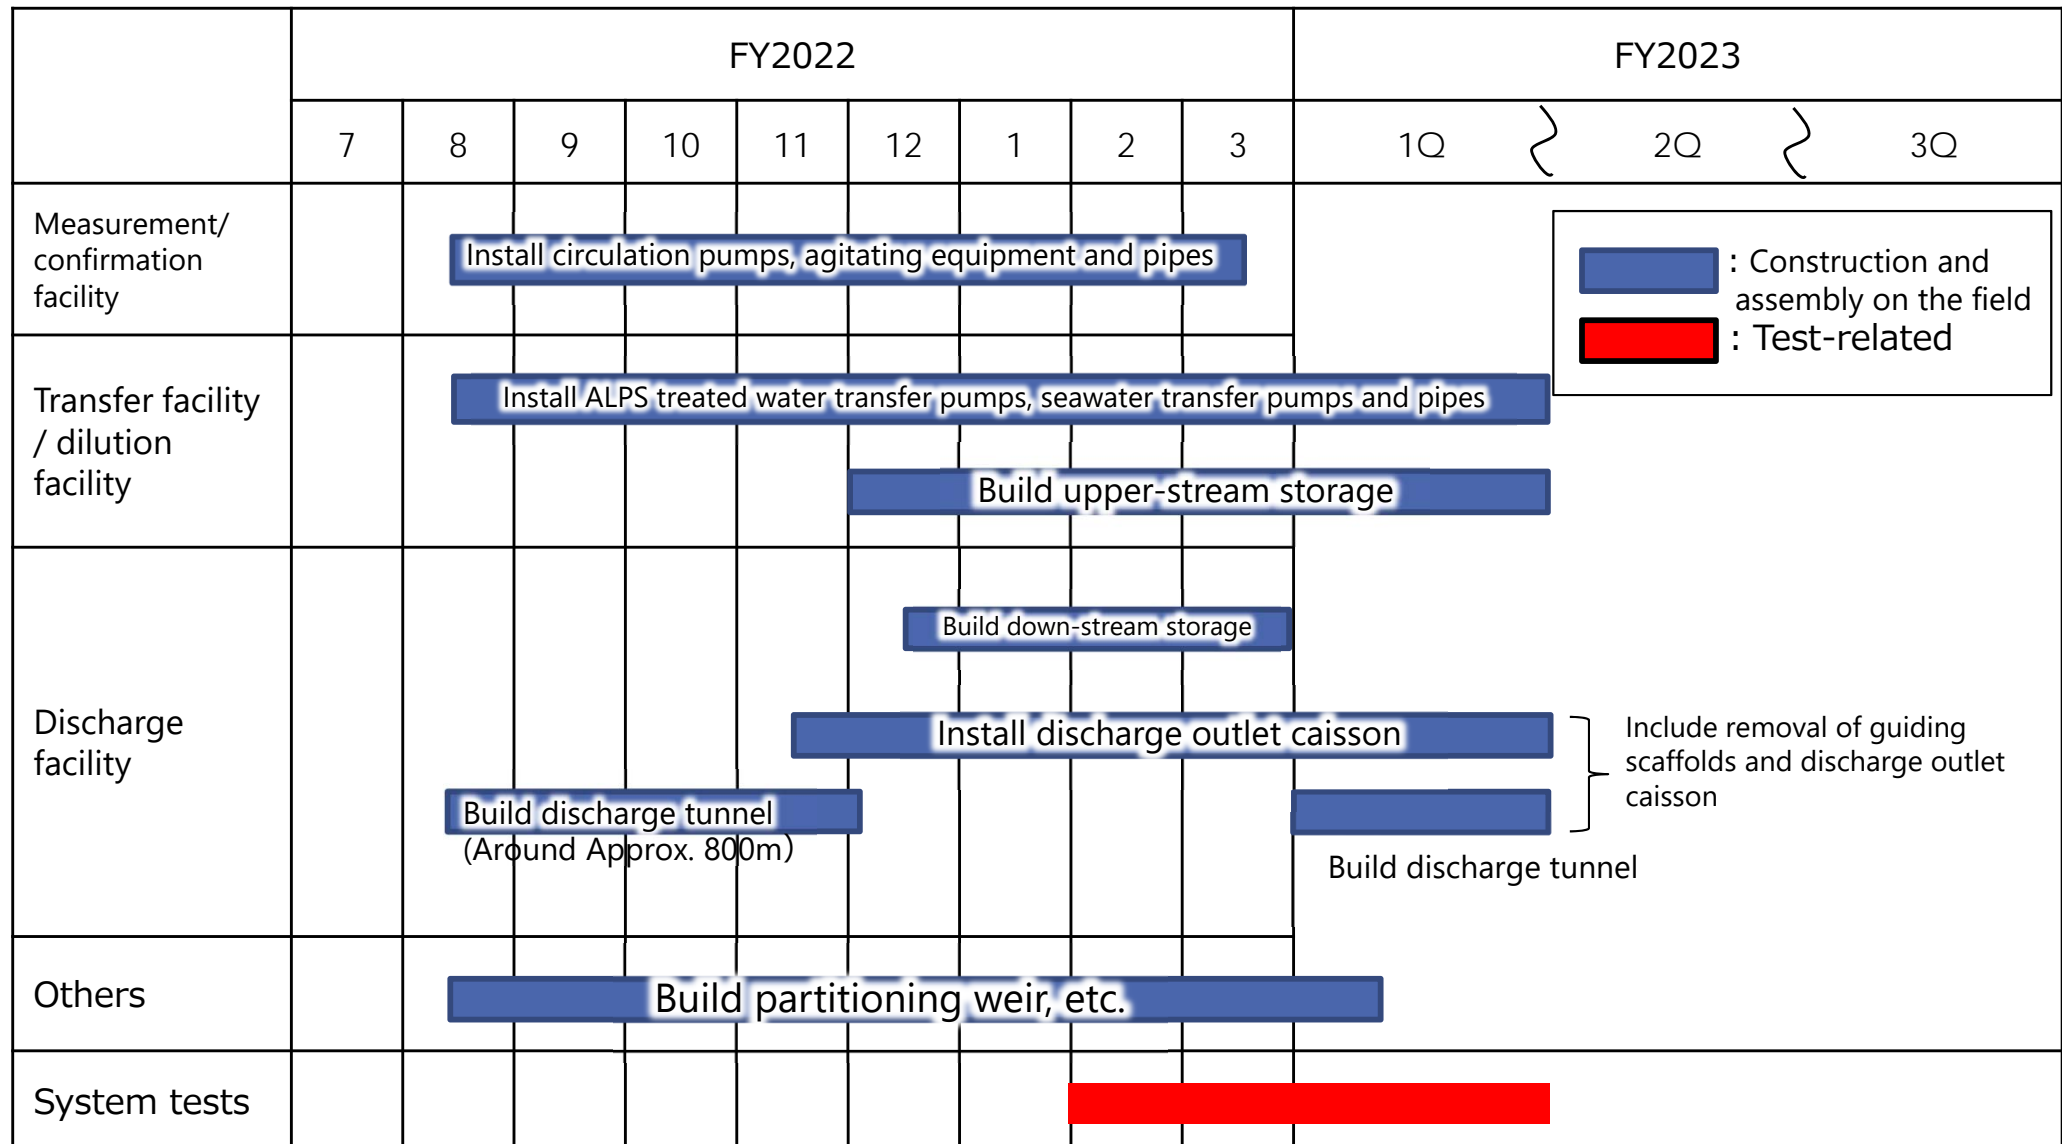 FY2022
FY2023
7
8
9
10
11
12
1
2
3
1Q
2Q
3Q
Measurement/
confirmation
facility
Install circulation pumps, agitating equipment and pipes
: Construction and
assembly on the field
: Test-related
Transfer facility
/ dilution
facility
Install ALPS treated water transfer pumps, seawater transfer pumps and pipes
Build upper-stream storage
Discharge
facility
Build down-stream storage
Install discharge outlet caisson
Include removal of guiding
scaffolds and discharge outlet
caisson
Build discharge tunnel
(Around Approx. 800m)
Build discharge tunnel
Others
Build partitioning weir, etc.
System tests